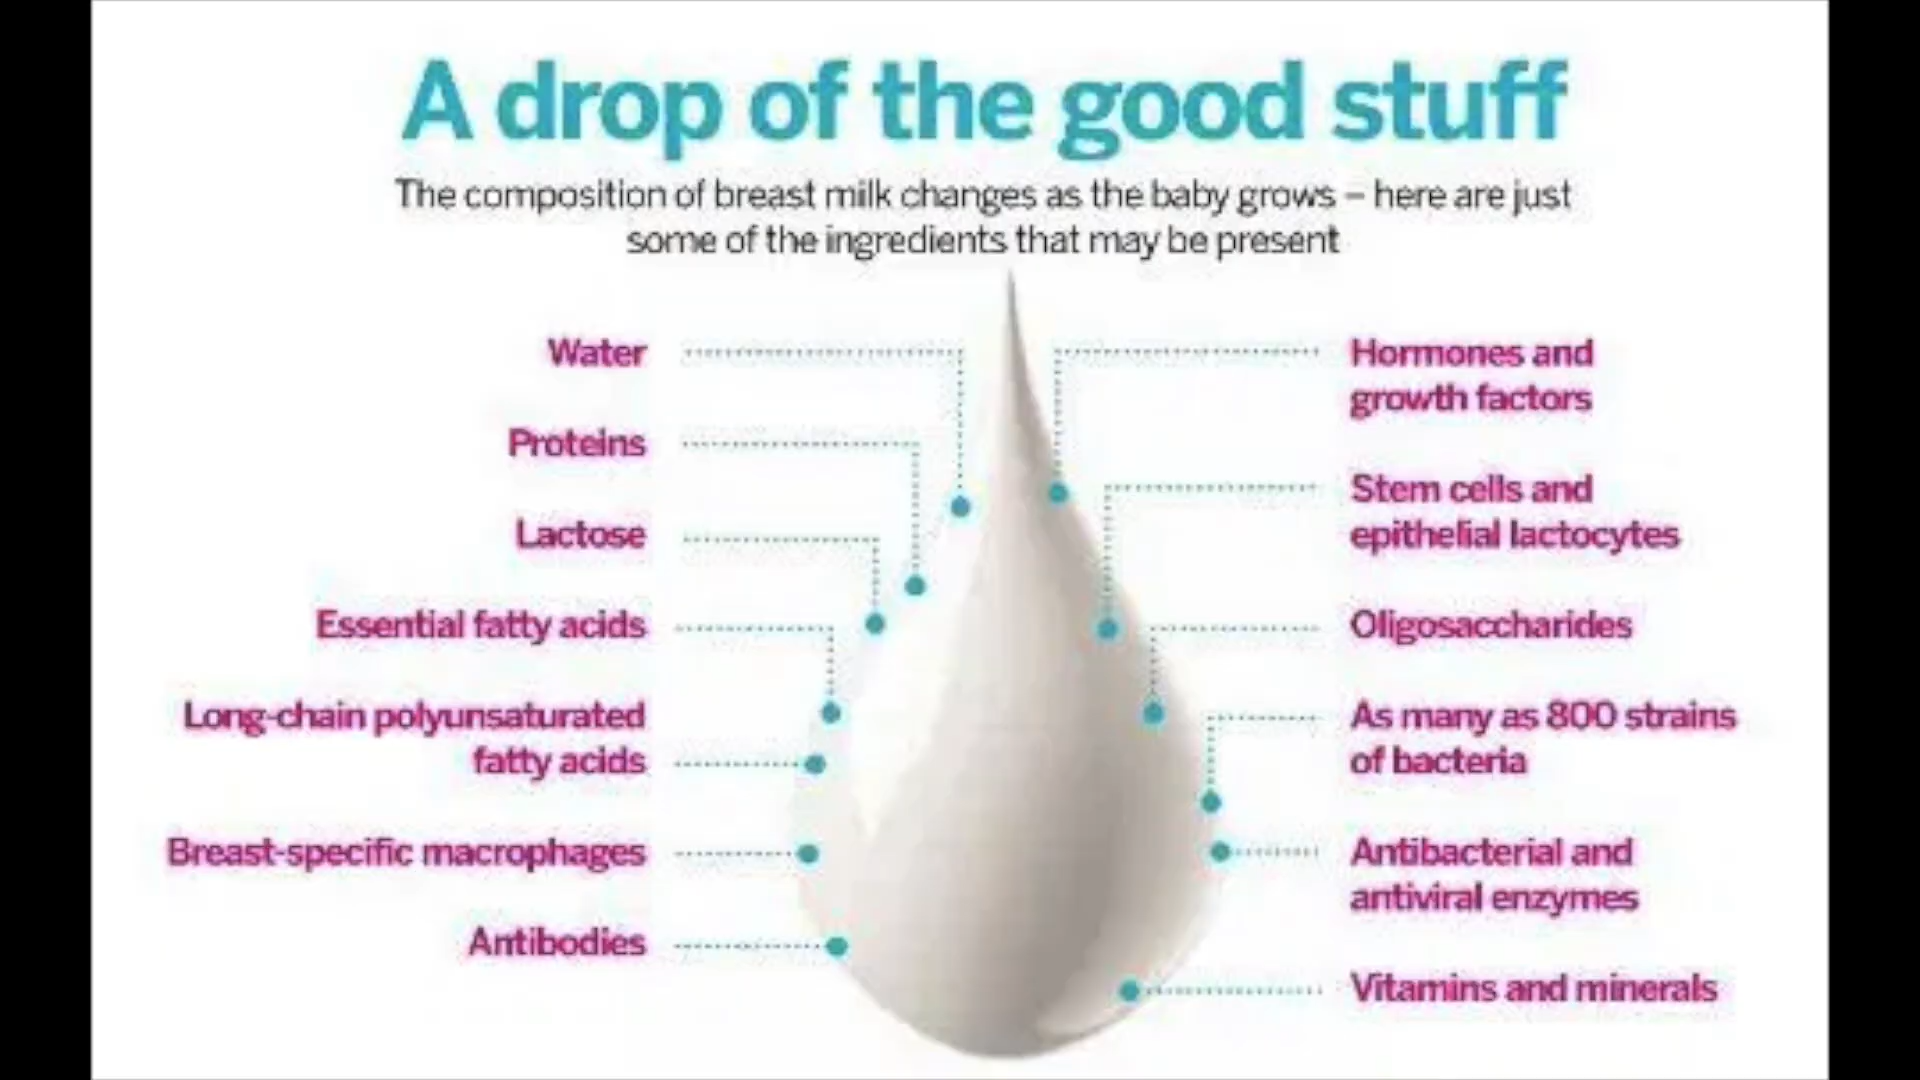 A drop of the good stuff
The composition of breast milk changes as the baby grows – here are just
some of the ingredients that may be present
Water
Proteins
Lactose
Essential fatty acids
Long-chain polyunsaturated
fatty acids
Breast-specific macrophages
Antibodies
Hormones and
growth factors
Stem cells and
epithelial lactocytes
Oligosaccharides
As many as 800 strains
of bacteria
Antibacterial and
antiviral enzymes
Vitamins and minerals